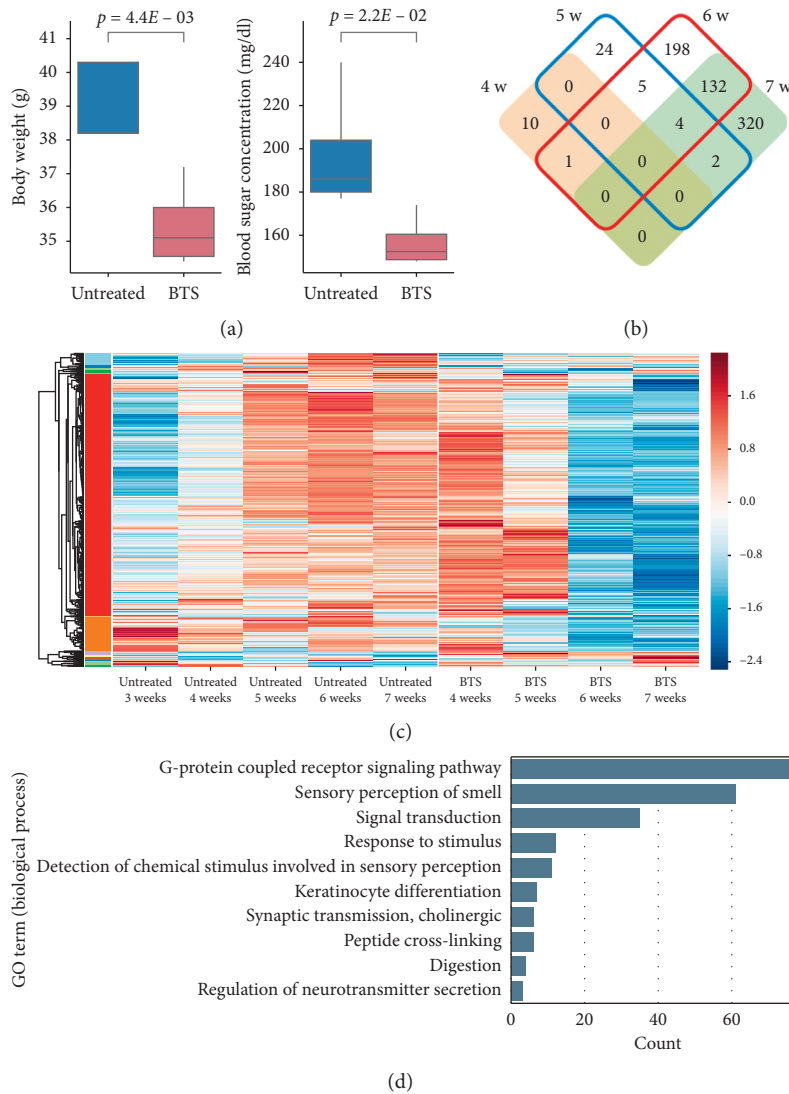 p = 4.4E – 03
Body weight (g)
41
40
39
38
37
36
35
Untreated
BTS
p = 2.2E – 02
Blood sugar concentration (mg/dl)
240
220
200
180
160
Untreated
BTS
(a)
4 w
5 w
6 w
7 w
24
198
0
5
132
10
0
4
320
1
0
2
0
0
0
(b)
Untreated
3 weeks
Untreated
4 weeks
Untreated
5 weeks
Untreated
6 weeks
Untreated
7 weeks
BTS
4 weeks
BTS
5 weeks
BTS
6 weeks
BTS
7 weeks
1.6
0.8
0.0
–0.8
–1.6
–2.4
(c)
GO term (biological process)
G-protein coupled receptor signaling pathway
Sensory perception of smell
Signal transduction
Response to stimulus
Detection of chemical stimulus involved in sensory perception
Keratinocyte differentiation
Synaptic transmission, cholinergic
Peptide cross-linking
Digestion
Regulation of neurotransmitter secretion
0
20
40
60
Count
(d)